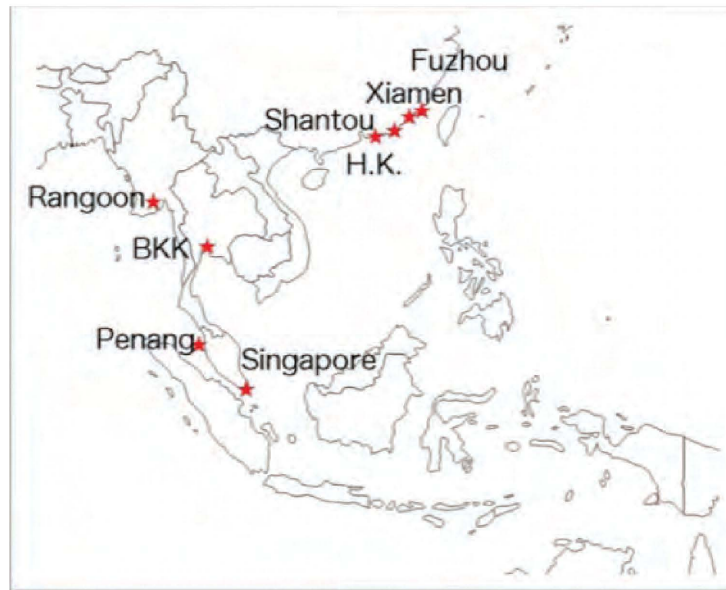 Fuzhou
Xiamen
Shantou
H.K.
Rangoon
BKK
Penang
Singapore